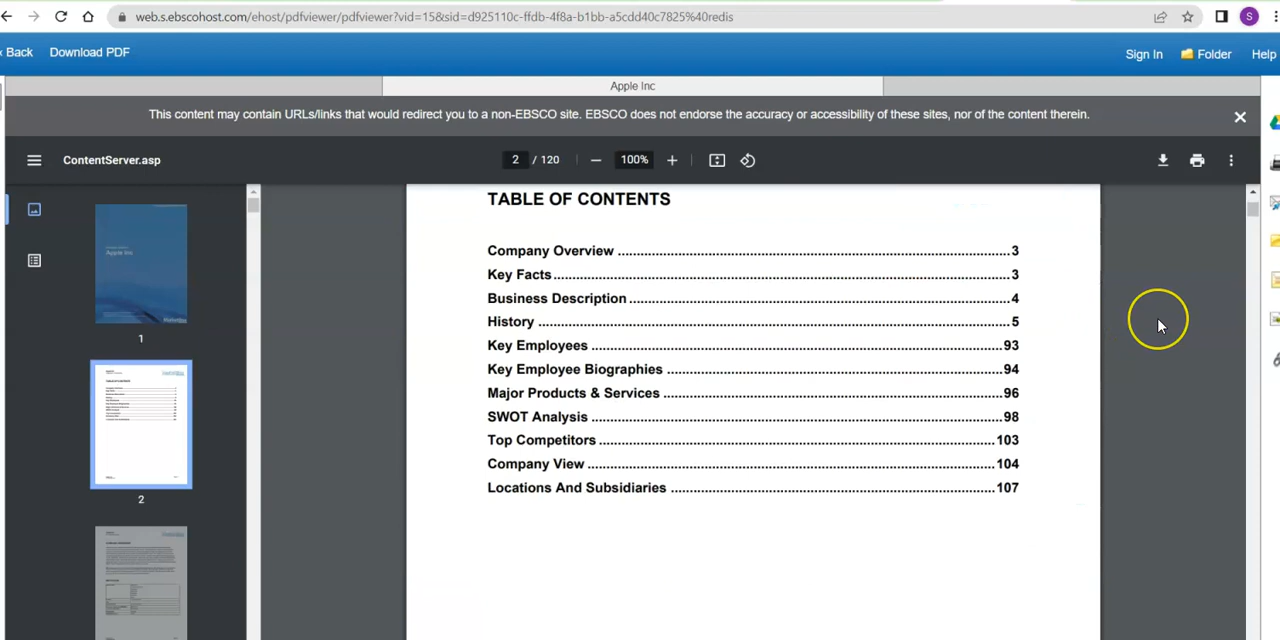 web.s.ebscohost.com/ehost/pdfviewer/pdfviewer?vid=15&sid=d925110c-ffdb-4f8a-b1bb-a5cdd40c7825%40redis
S
Back Download PDF
Sign In Folder Help
Apple Inc
This content may contain URLs/links that would redirect you to a non-EBSCO site. EBSCO does not endorse the accuracy or accessibility of these sites, nor of the content therein.
ContentServer.asp
2 / 120
100%
Apple Inc
1
2
TABLE OF CONTENTS
Company Overview ........ 3
Key Facts ........ 3
Business Description ........ 4
History ........ 5
Key Employees ........ 93
Key Employee Biographies ........ 94
Major Products & Services ........ 96
SWOT Analysis ........ 98
Top Competitors ........ 103
Company View ........ 104
Locations And Subsidiaries ........ 107